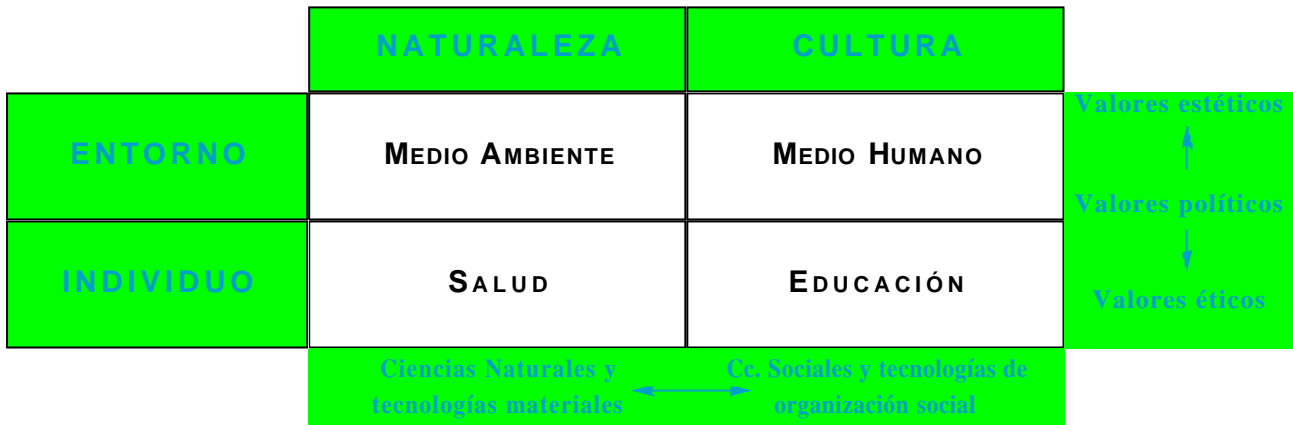 NATURALEZA CULTURA
Valores estéticos
ENTORNO MEDIO AMBIENTE MEDIO HUMANO
Valores políticos
INDIVIDUO SALUD EDUCACIÓN
Valores éticos
Ciencias Naturales y Cc. Sociales y tecnologías de
tecnologías materiales organización social